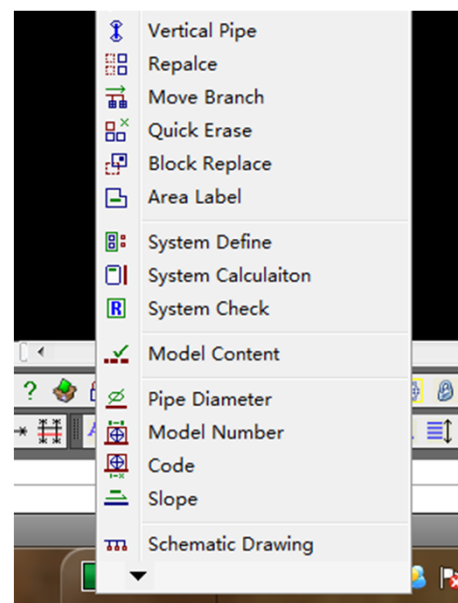 Vertical Pipe
Repalce
Move Branch
Quick Erase
Block Replace
Area Label
System Define
System Calculaiton
System Check
Model Content
Pipe Diameter
Model Number
Code
Slope
Schematic Drawing